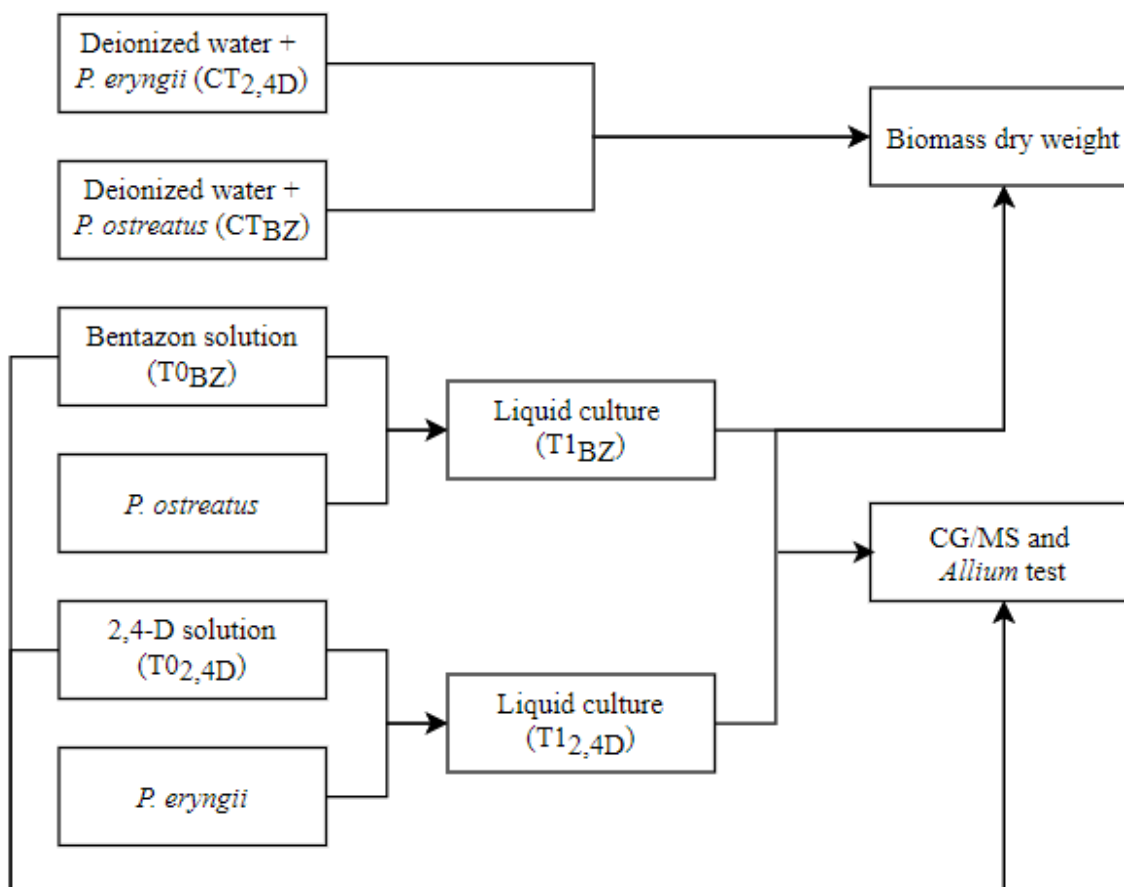 Deionized water +
P. eryngii (CT2,4D)
Biomass dry weight
Deionized water +
P. ostreatus (CTBZ)
Bentazon solution
(T0BZ)
Liquid culture
(T1BZ)
P. ostreatus
CG/MS and
Allium test
2,4-D solution
(T02,4D)
Liquid culture
(T12,4D)
P. eryngii